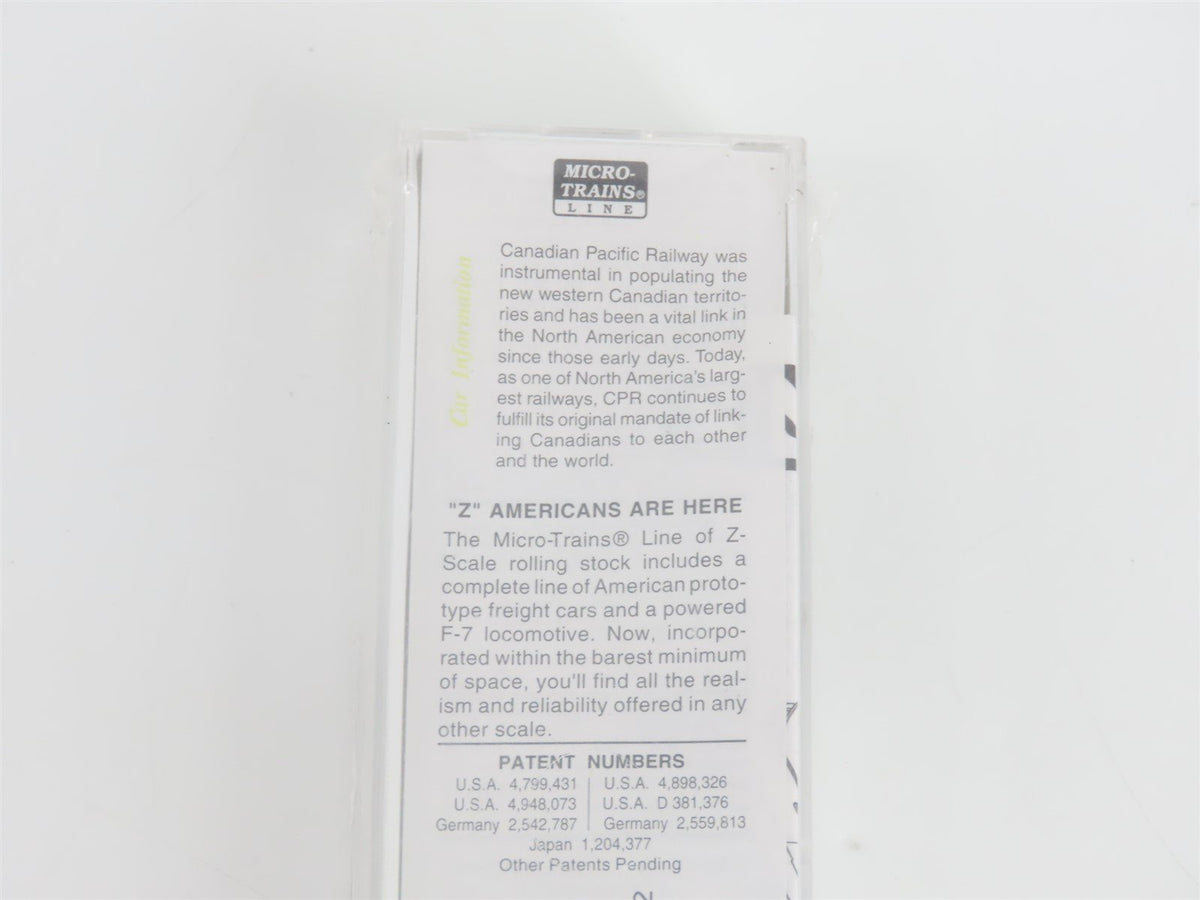 MICRO-
TRAINS®
LINE
Car Information
Canadian Pacific Railway was
instrumental in populating the
new western Canadian territo-
ries and has been a vital link in
the North American economy
since those early days. Today,
as one of North America's larg-
est railways, CPR continues to
fulfill its original mandate of link-
ing Canadians to each other
and the world.
"Z" AMERICANS ARE HERE
The Micro-Trains® Line of Z-
Scale rolling stock includes a
complete line of American proto-
type freight cars and a powered
F-7 locomotive. Now, incorpo-
rated within the barest minimum
of space, you'll find all the real-
ism and reliability offered in any
other scale.
PATENT NUMBERS
U.S.A. 4,799,431 U.S.A. 4,898,326
U.S.A. 4,948,073 U.S.A. D 381,376
Germany 2,542,787 Germany 2,559,813
Japan 1,204,377
Other Patents Pending
2